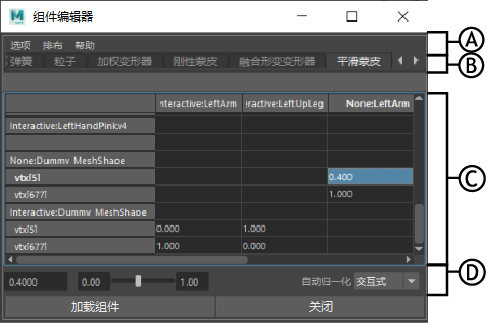 组件编辑器
选项 排布 帮助
A
弹簧 粒子 加权变形器 刚性蒙皮 融合形变变形器 平滑蒙皮
B
nteractive:LeftArm eractive:LeftUpLeg None:LeftArm
Interactive:LeftHandPinky4
None:Dummy_MeshShape
vtx[5] 0.400
C
vtx[677] 1.000
Interactive:Dummy_MeshShape
vtx[5] 0.000 1.000
vtx[677] 1.000 0.000
0.4000 0.00 1.00 自动归一化 交互式
D
加载组件 关闭